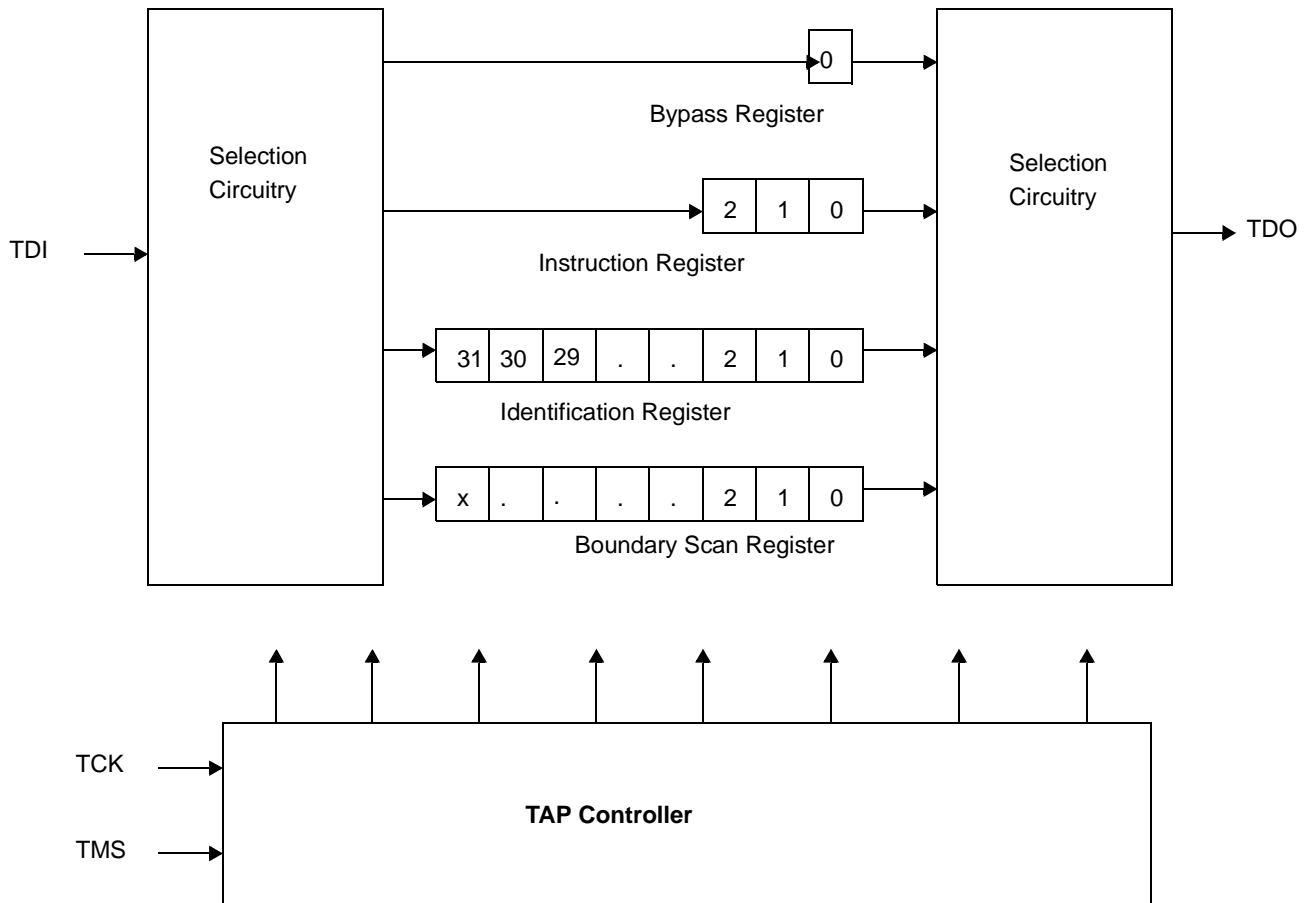 0
Bypass Register
Selection
Circuitry
Selection
Circuitry
2 1 0
TDI
TDO
Instruction Register
31 30 29 . . 2 1 0
Identification Register
x . . . . 2 1 0
Boundary Scan Register
TCK
TAP Controller
TMS